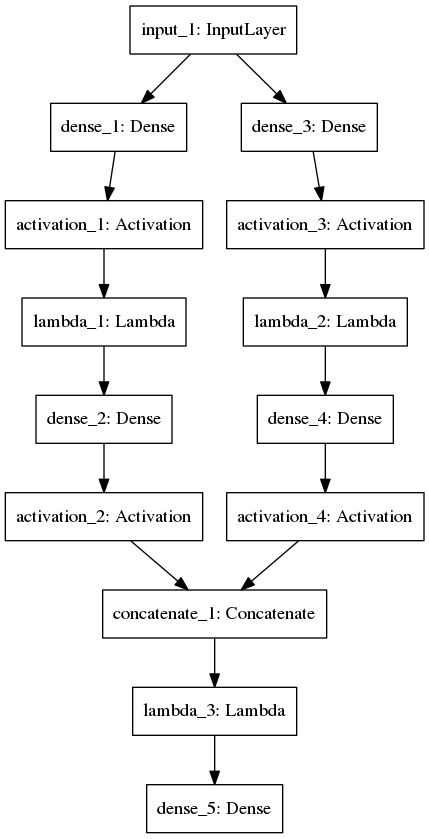 input_1: InputLayer
dense_1: Dense
dense_3: Dense
activation_1: Activation
activation_3: Activation
lambda_1: Lambda
lambda_2: Lambda
dense_2: Dense
dense_4: Dense
activation_2: Activation
activation_4: Activation
concatenate_1: Concatenate
lambda_3: Lambda
dense_5: Dense